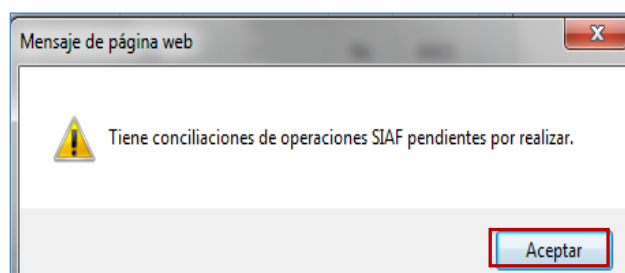 Mensaje de página web
X
Tiene conciliaciones de operaciones SIAF pendientes por realizar.
Aceptar